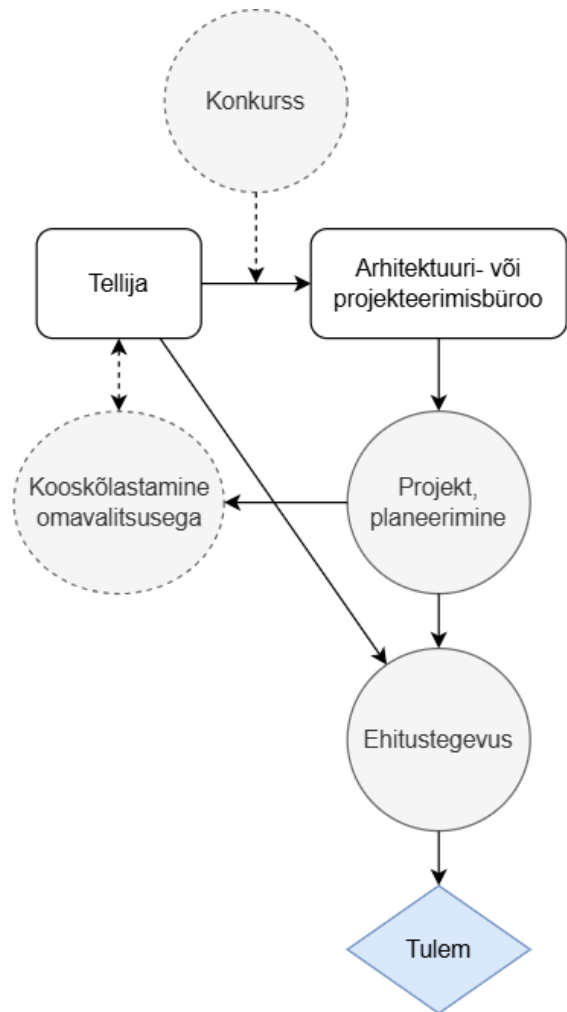 Konkurss
Tellija
Arhitektuuri- või
projekteerimisbüroo
Kooskõlastamine
omavalitsusega
Projekt,
planeerimine
Ehitustegevus
Tulem